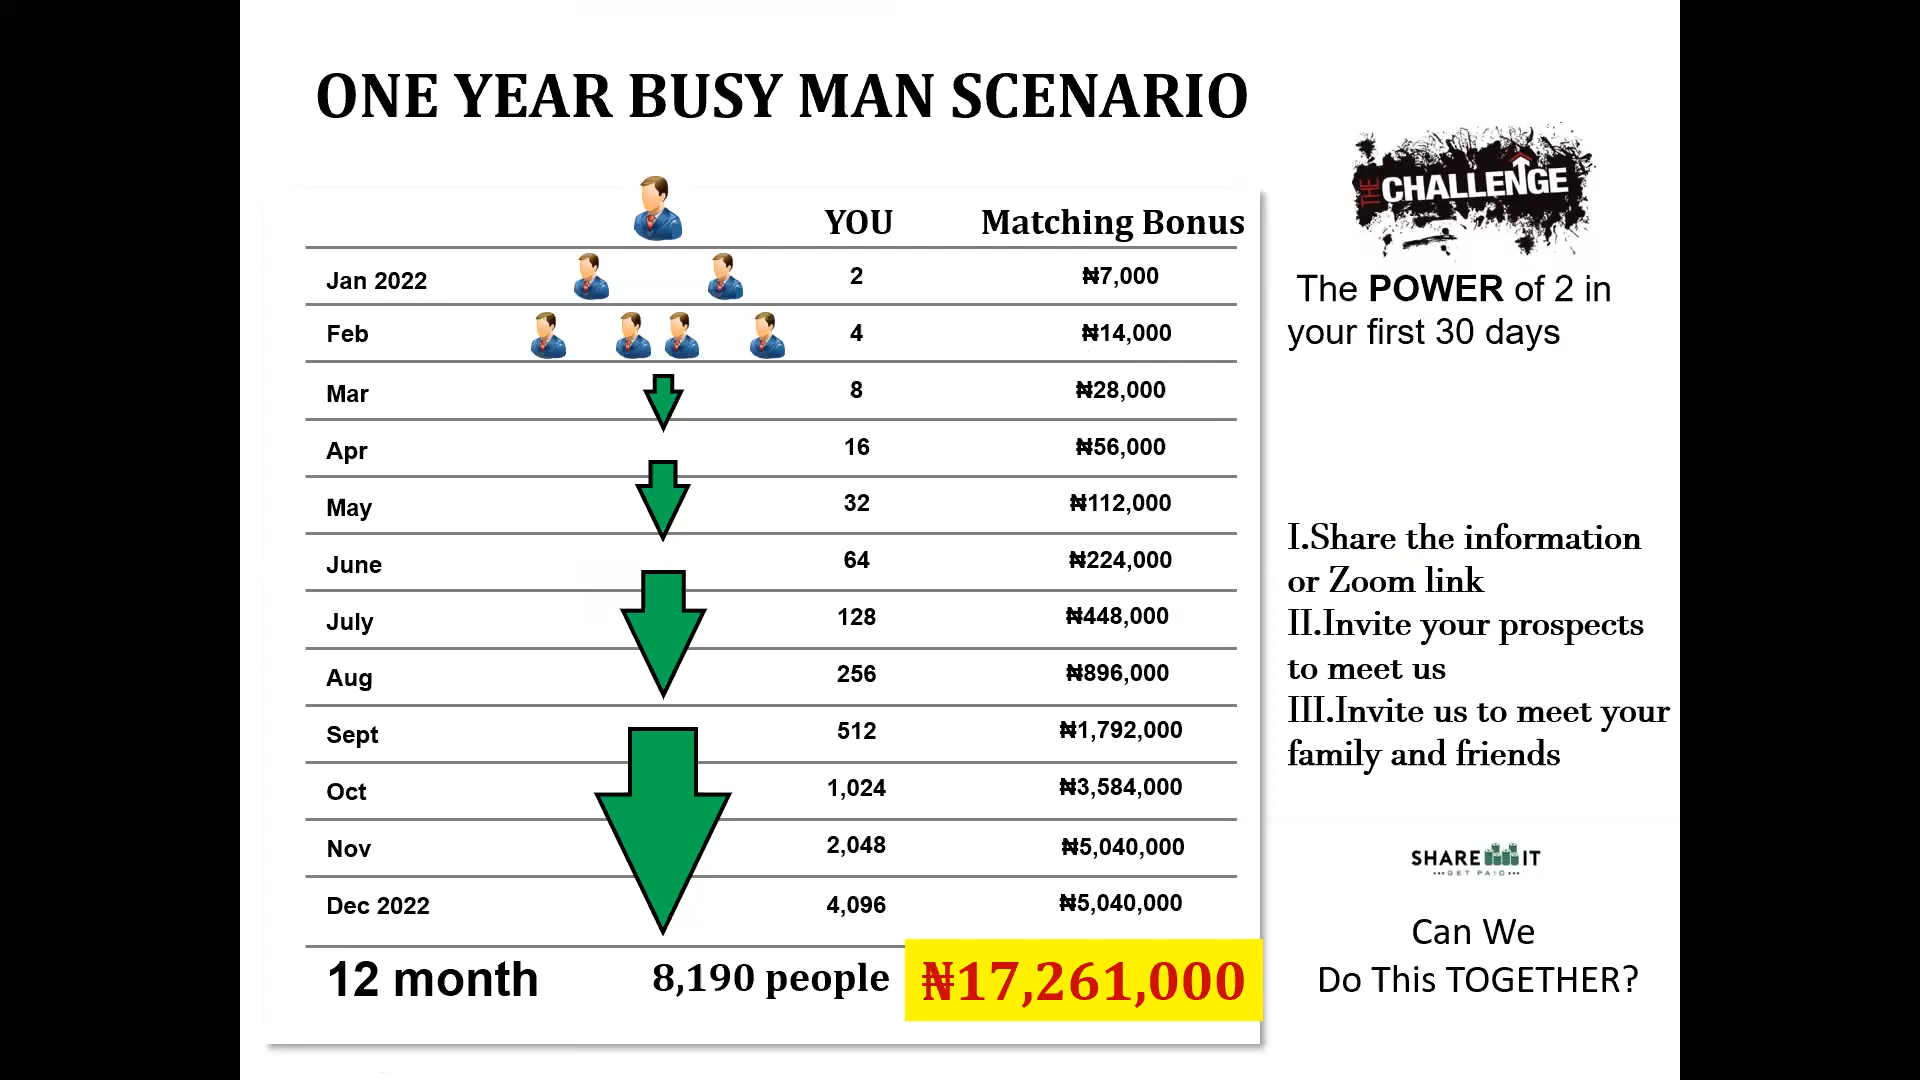 ONE YEAR BUSY MAN SCENARIO
THE CHALLENGE
The POWER of 2 in
your first 30 days
YOU Matching Bonus
Jan 2022 2 ₦7,000
Feb 4 ₦14,000
Mar 8 ₦28,000
Apr 16 ₦56,000
May 32 ₦112,000
June 64 ₦224,000
July 128 ₦448,000
Aug 256 ₦896,000
Sept 512 ₦1,792,000
Oct 1,024 ₦3,584,000
Nov 2,048 ₦5,040,000
Dec 2022 4,096 ₦5,040,000
12 month 8,190 people ₦17,261,000
I.Share the information
or Zoom link
II.Invite your prospects
to meet us
III.Invite us to meet your
family and friends
SHARE IT
GET PAID
Can We
Do This TOGETHER?